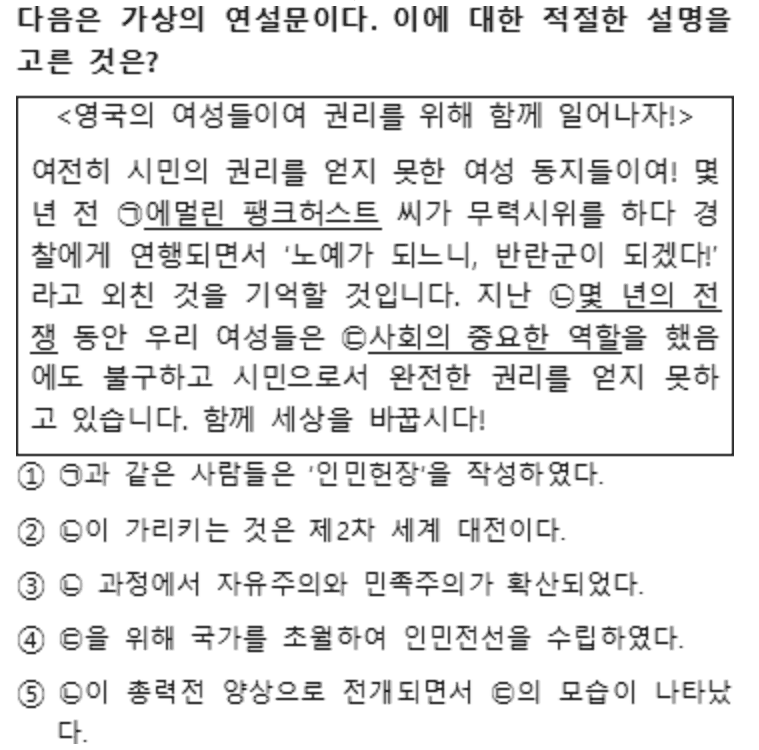 다음은 가상의 연설문이다. 이에 대한 적절한 설명을
고른 것은?
<영국의 여성들이여 권리를 위해 함께 일어나자!>
여전히 시민의 권리를 얻지 못한 여성 동지들이여! 몇
년 전 ㉠에멀린 팽크허스트 씨가 무력시위를 하다 경
찰에게 연행되면서 '노예가 되느니, 반란군이 되겠다!'
라고 외친 것을 기억할 것입니다. 지난 ㉡몇 년의 전
쟁 동안 우리 여성들은 ㉢사회의 중요한 역할을 했음
에도 불구하고 시민으로서 완전한 권리를 얻지 못하
고 있습니다. 함께 세상을 바꿉시다!
① ㉠과 같은 사람들은 '인민헌장'을 작성하였다.
② ㉡이 가리키는 것은 제2차 세계 대전이다.
③ ㉡ 과정에서 자유주의와 민족주의가 확산되었다.
④ ㉢을 위해 국가를 초월하여 인민전선을 수립하였다.
⑤ ㉡이 총력전 양상으로 전개되면서 ㉢의 모습이 나타났
다.